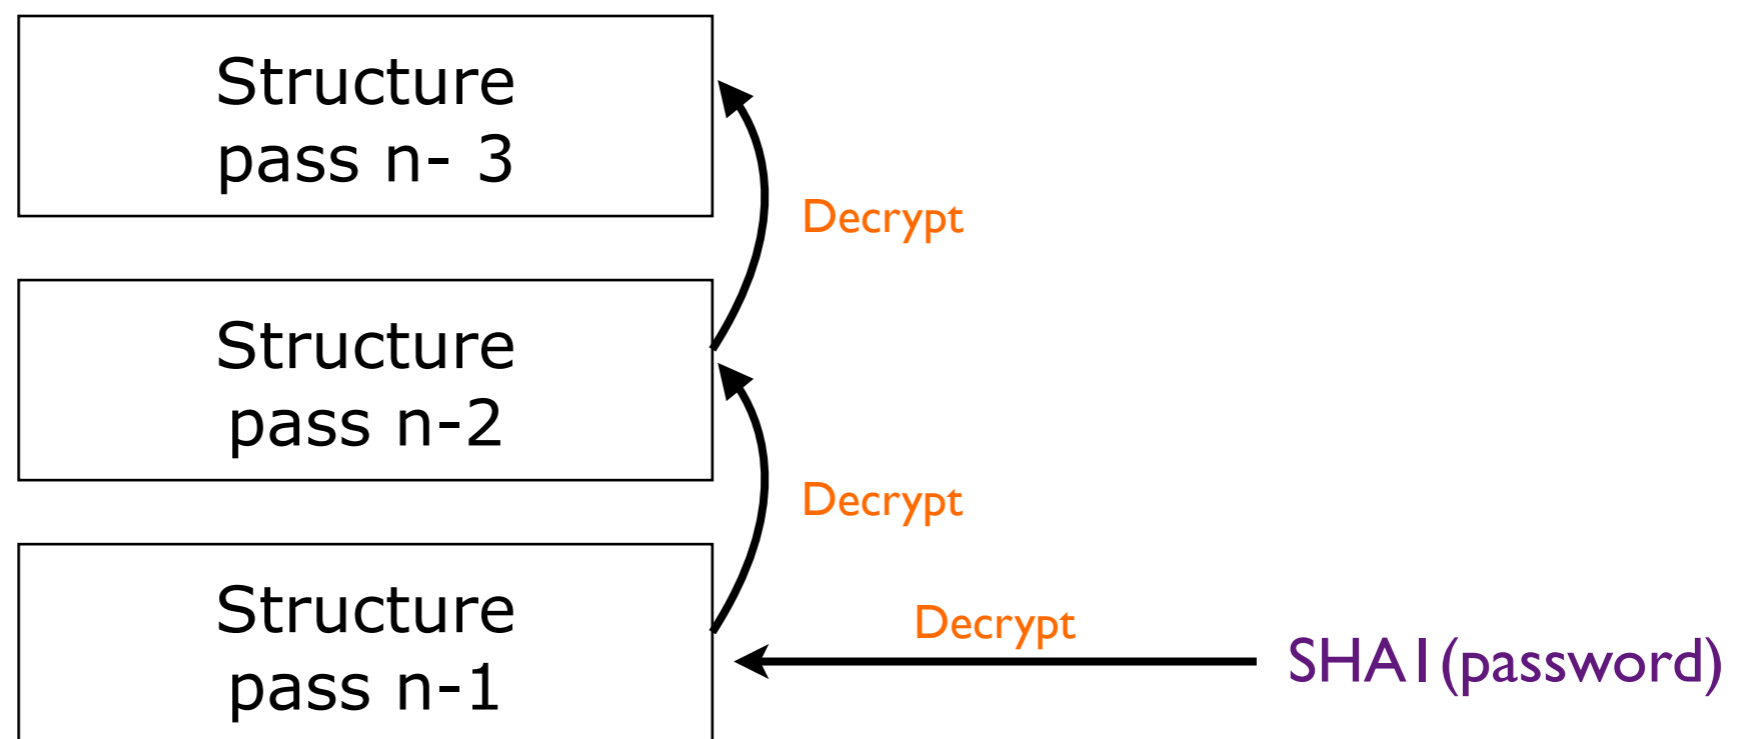 Structure
pass n- 3
Decrypt
Structure
pass n-2
Decrypt
Structure
pass n-1
Decrypt
SHA1(password)